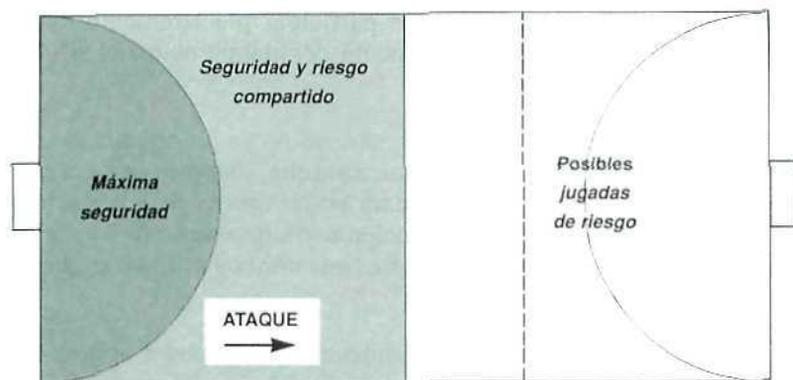 Seguridad y riesgo
compartido
Máxima
seguridad
Posibles
jugadas
de riesgo
ATAQUE